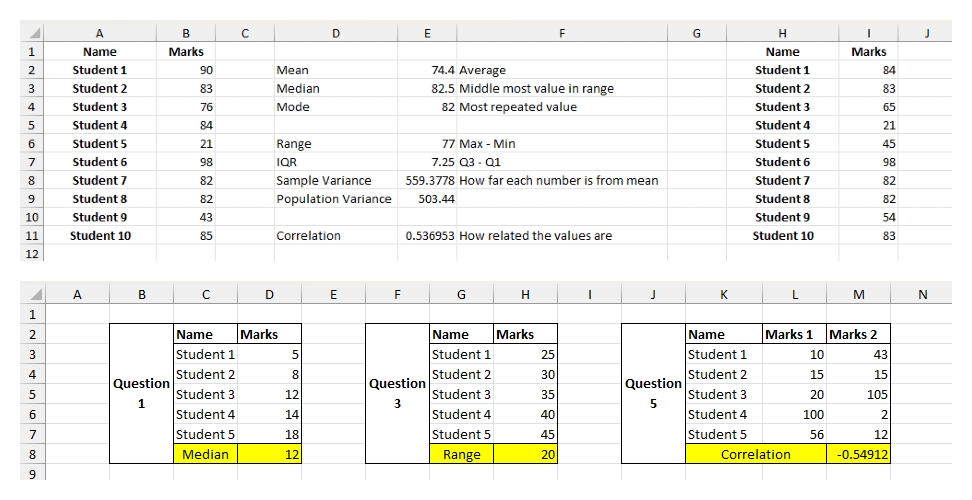 A B C D E F G H I J
1 Name Marks Name Marks
2 Student 1 90 Mean 74.4 Average Student 1 84
3 Student 2 83 Median 82.5 Middle most value in range Student 2 83
4 Student 3 76 Mode 82 Most repeated value Student 3 65
5 Student 4 84 Student 4 21
6 Student 5 21 Range 77 Max - Min Student 5 45
7 Student 6 98 IQR 7.25 Q3 - Q1 Student 6 98
8 Student 7 82 Sample Variance 559.3778 How far each number is from mean Student 7 82
9 Student 8 82 Population Variance 503.44 Student 8 82
10 Student 9 43 Student 9 54
11 Student 10 85 Correlation 0.536953 How related the values are Student 10 83
12
A B C D E F G H I J K L M N
1
2 Name Marks Name Marks Name Marks 1 Marks 2
3 Student 1 5 Student 1 25 Student 1 10 43
4 Question Student 2 8 Question Student 2 30 Question Student 2 15 15
5 1 Student 3 12 3 Student 3 35 5 Student 3 20 105
6 Student 4 14 Student 4 40 Student 4 100 2
7 Student 5 18 Student 5 45 Student 5 56 12
8 Median 12 Range 20 Correlation -0.54912
9